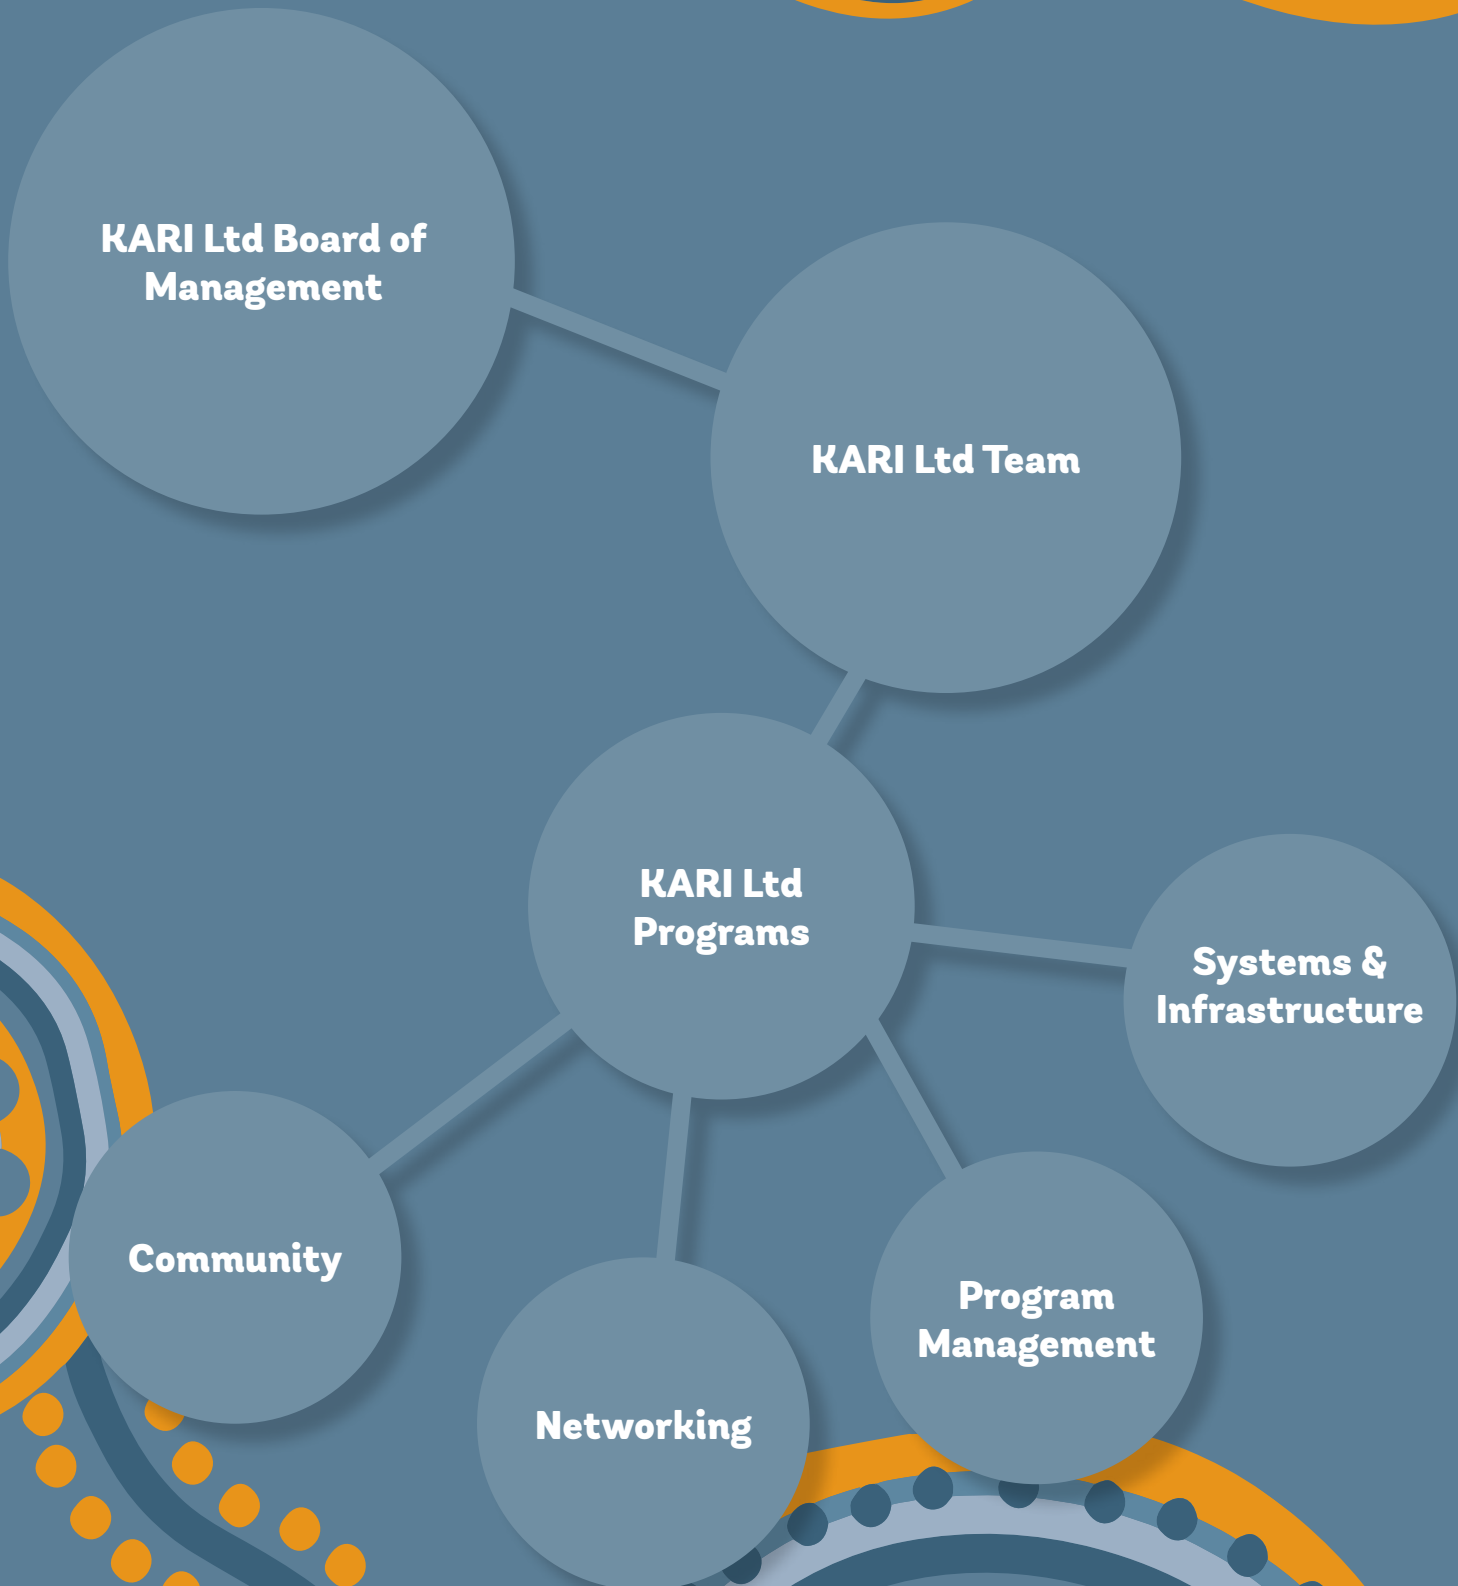 KARI Ltd Board of
Management
KARI Ltd Team
KARI Ltd
Programs
Systems &
Infrastructure
Community
Program
Management
Networking